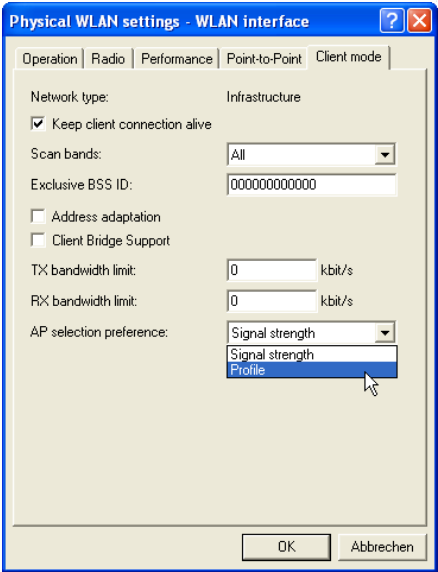 Physical WLAN settings - WLAN interface
Operation Radio Performance Point-to-Point Client mode
Network type: Infrastructure
Keep client connection alive
Scan bands: All
Exclusive BSS ID: 000000000000
Address adaptation
Client Bridge Support
TX bandwidth limit: 0 kbit/s
RX bandwidth limit: 0 kbit/s
AP selection preference: Signal strength
Signal strength
Profile
OK Abbrechen